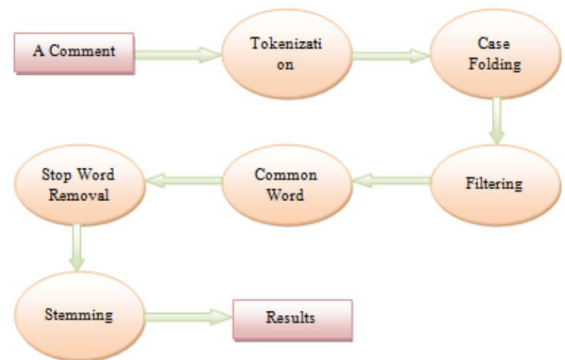 A Comment
Tokenizati
on
Case
Folding
Filtering
Common
Word
Stop Word
Removal
Stemming
Results